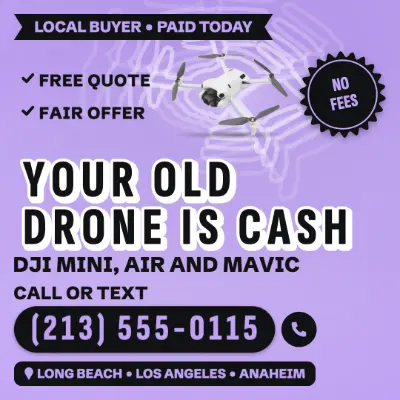 LOCAL BUYER • PAID TODAY
FREE QUOTE
FAIR OFFER
NO
FEES
YOUR OLD
DRONE IS CASH
DJI MINI, AIR AND MAVIC
CALL OR TEXT
(213) 555-0115
LONG BEACH • LOS ANGELES • ANAHEIM